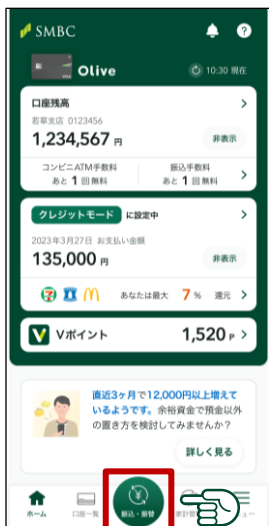 SMBC
Olive
10:30 現在
口座残高
若草支店 0123456
1,234,567 円
非表示
コンビニATM手数料
あと 1 回無料
振込手数料
あと 1 回無料
クレジットモード に設定中
2023年3月27日 お支払い金額
135,000 円
非表示
あなたは最大 7 % 還元
Vポイント
1,520 P
直近3ヶ月で12,000円以上増えて
いるようです。余裕資金で預金以外
の置き方を検討してみませんか?
詳しく見る
ホーム
口座一覧
振込・振替